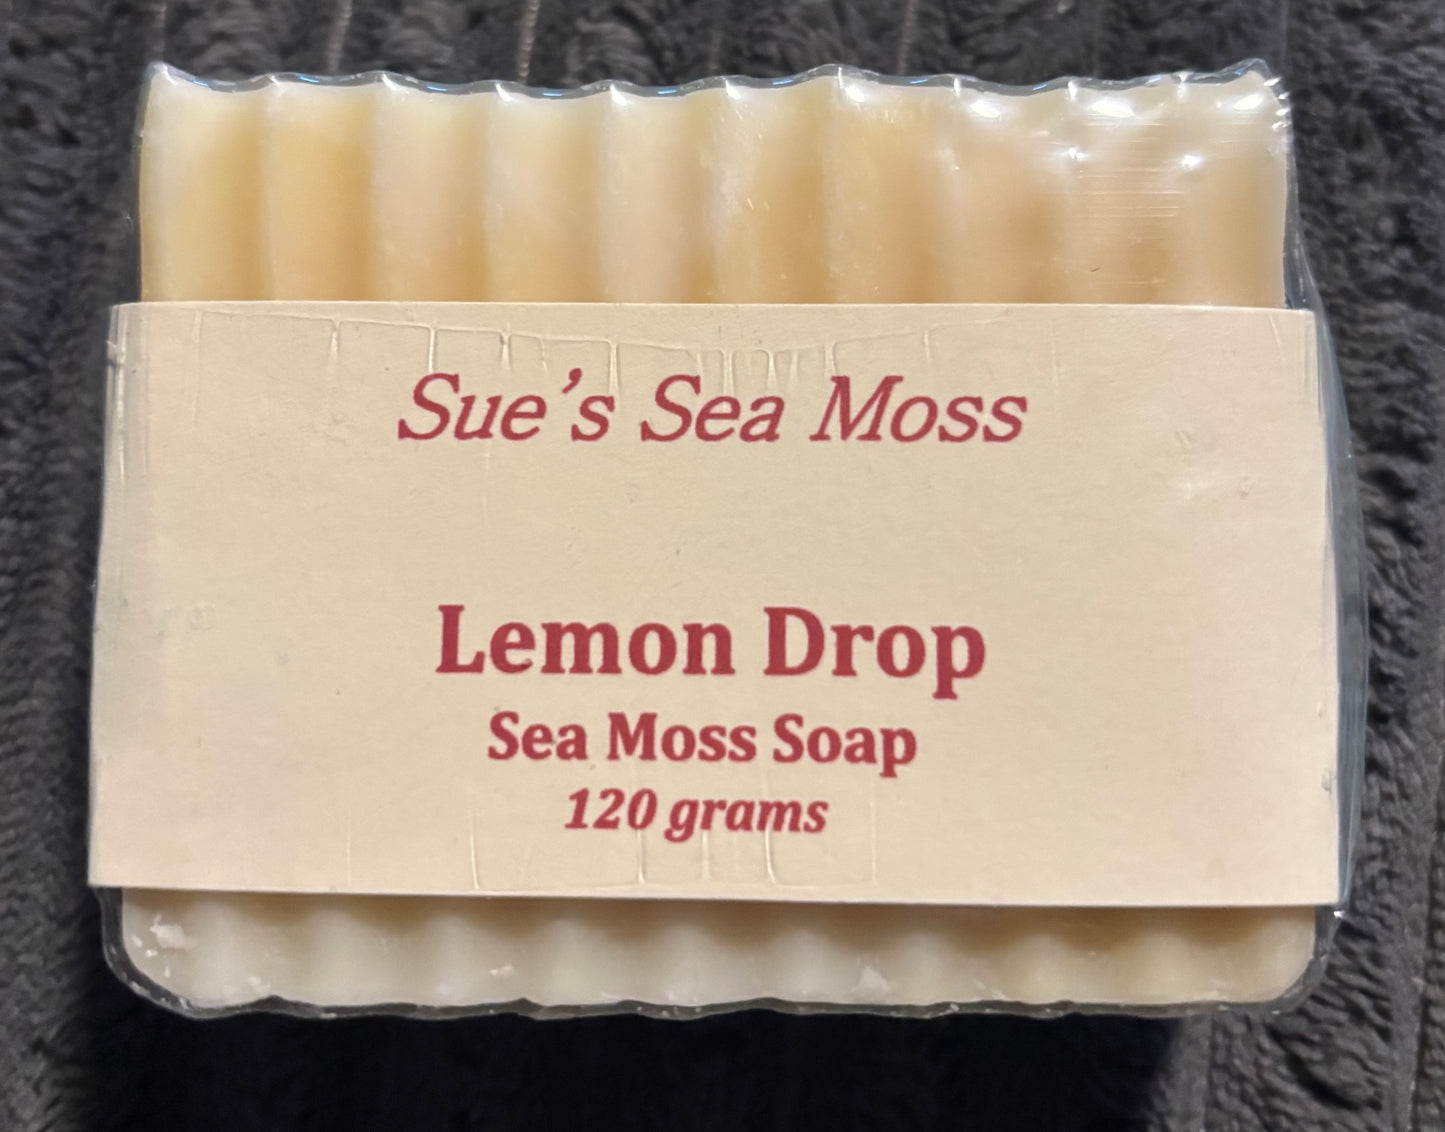 Sue's Sea Moss
Lemon Drop
Sea Moss Soap
120 grams